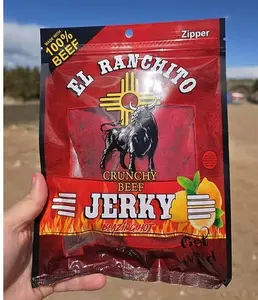 Zipper
MADE WITH
100%
BEEF
EL RANCHITO
CRUNCHY
BEEF
JERKY